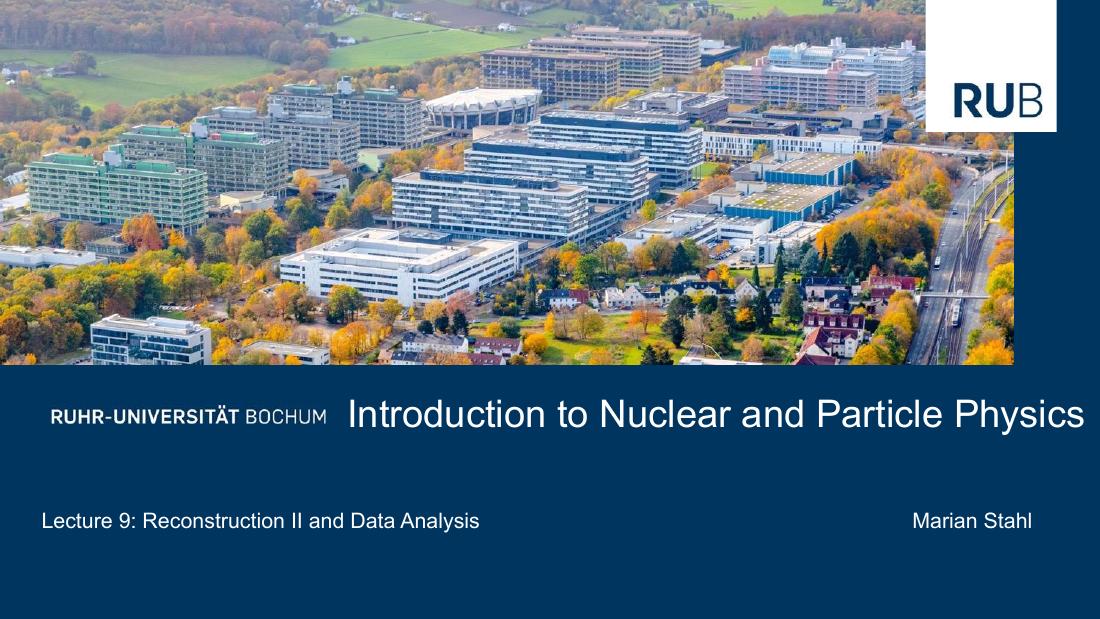 RUB
RUHR-UNIVERSITÄT BOCHUM
Introduction to Nuclear and Particle Physics
Lecture 9: Reconstruction II and Data Analysis
Marian Stahl